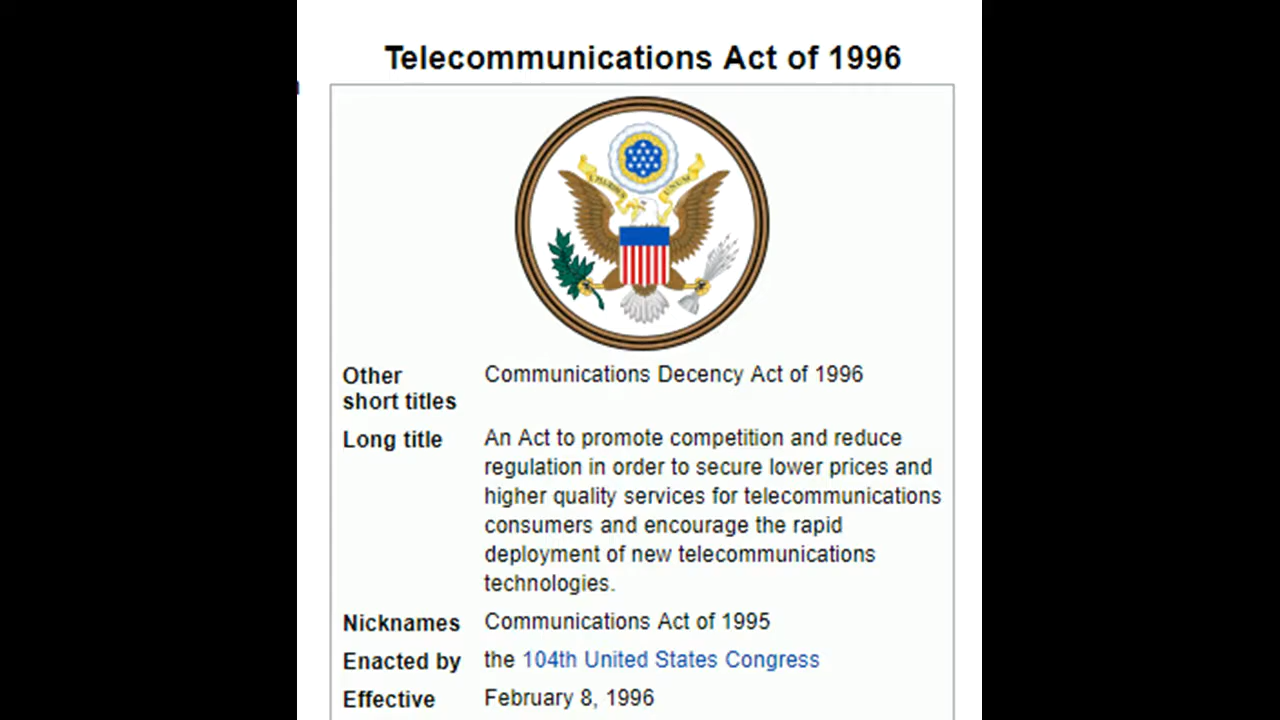 Telecommunications Act of 1996
E PLURIBUS UNUM
Other short titles
Communications Decency Act of 1996
Long title
An Act to promote competition and reduce
regulation in order to secure lower prices and
higher quality services for telecommunications
consumers and encourage the rapid
deployment of new telecommunications
technologies.
Nicknames
Communications Act of 1995
Enacted by
the 104th United States Congress
Effective
February 8, 1996